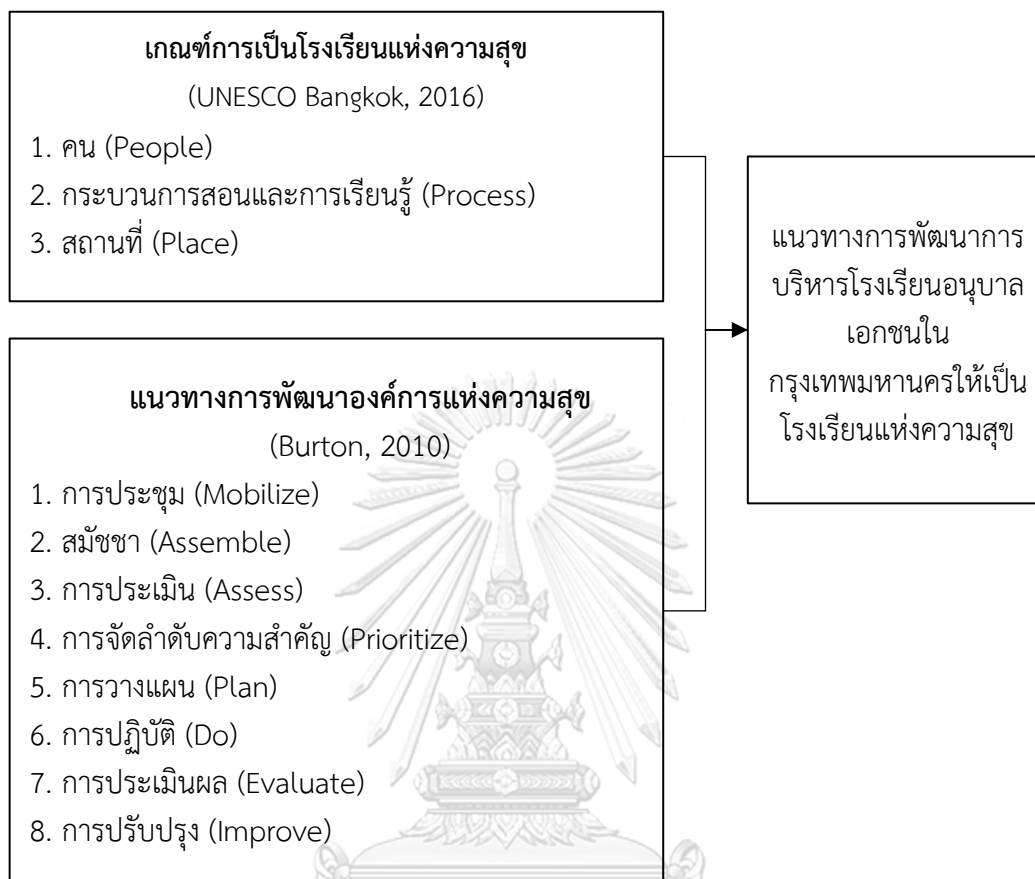 เกณฑ์การเป็นโรงเรียนแห่งความสุข
(UNESCO Bangkok, 2016)
1. คน (People)
2. กระบวนการสอนและการเรียนรู้ (Process)
3. สถานที่ (Place)
แนวทางการพัฒนาองค์การแห่งความสุข
(Burton, 2010)
1. การประชุม (Mobilize)
2. สมัชชา (Assemble)
3. การประเมิน (Assess)
4. การจัดลำดับความสำคัญ (Prioritize)
5. การวางแผน (Plan)
6. การปฏิบัติ (Do)
7. การประเมินผล (Evaluate)
8. การปรับปรุง (Improve)
แนวทางการพัฒนาการ
บริหารโรงเรียนอนุบาล
เอกชนใน
กรุงเทพมหานครให้เป็น
โรงเรียนแห่งความสุข